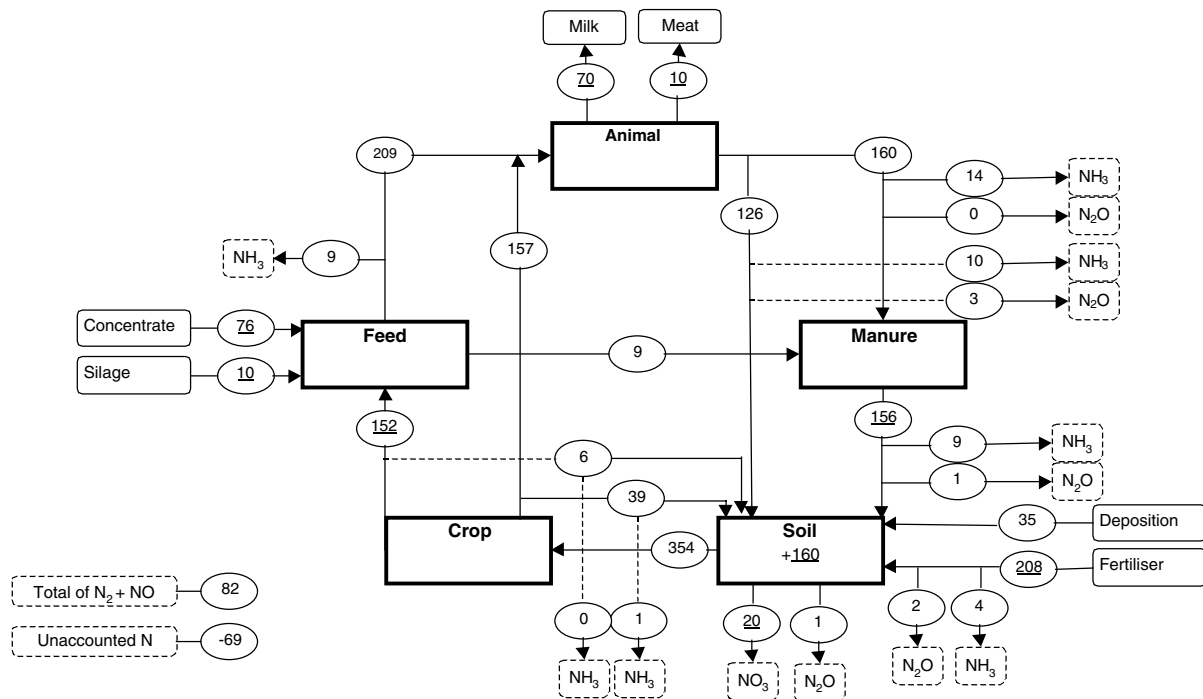 Milk
Meat
70
10
Animal
209
160
14
NH₃
0
N₂O
126
157
10
NH₃
3
N₂O
NH₃
9
Concentrate
76
Feed
Manure
9
Silage
10
152
156
9
NH₃
6
1
N₂O
39
Crop
354
Soil
+160
35
Deposition
208
Fertiliser
Total of N₂ + NO
82
2
4
Unaccounted N
-69
0
1
20
1
N₂O
NH₃
NH₃
NH₃
NO₃
N₂O